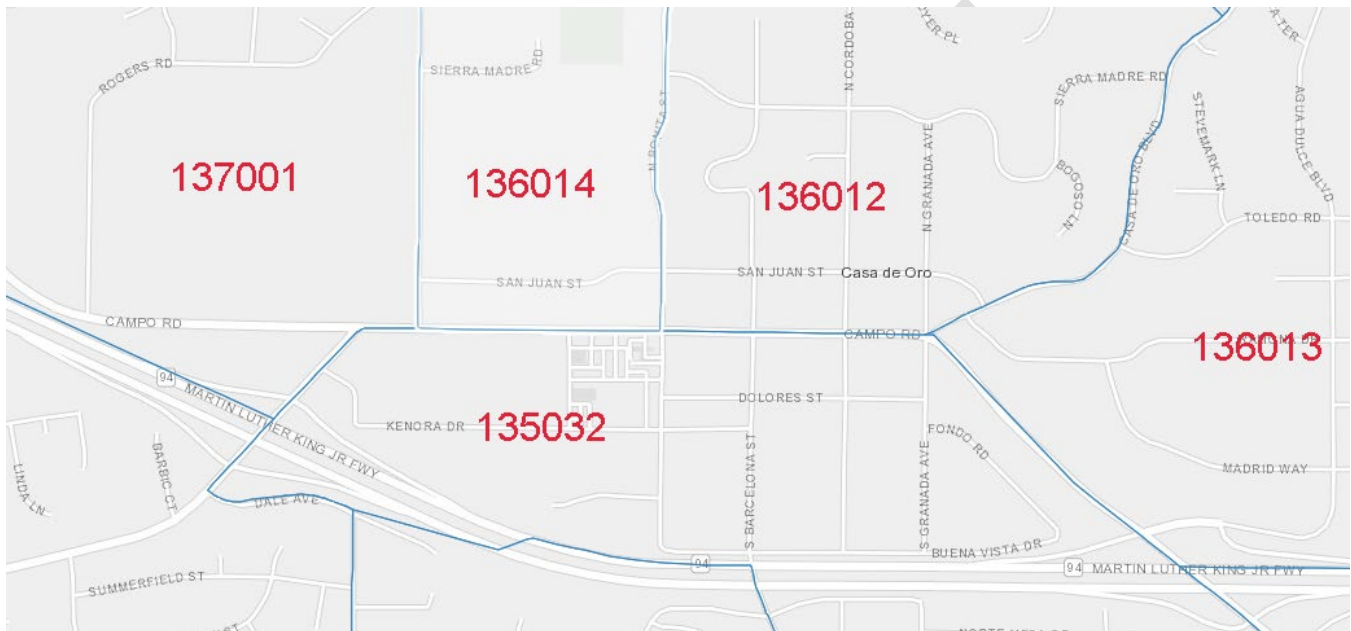 ROGERS RD
SIERRA MADRE RD
N BONITA ST
N CORDOBA
SIERRA MADRE RD
STEVEMARK LN
AGUA DULCE BLVD
137001
136014
136012
N GRANADA AVE
BOGOSO LN
CASA DE ORO BLVD
TOLEDO RD
SAN JUAN ST
SAN JUAN ST
Casa de Oro
CAMPO RD
CAMPO RD
136013
94
MARTIN LUTHER KING JR FWY
KENORA DR
135032
DOLORES ST
FONDO RD
S GRANADA AVE
S BARCELONA ST
MADRID WAY
LINDA LN
BARBIC CT
DALE AVE
BUENA VISTA DR
94
94
MARTIN LUTHER KING JR FWY
SUMMERFIELD ST